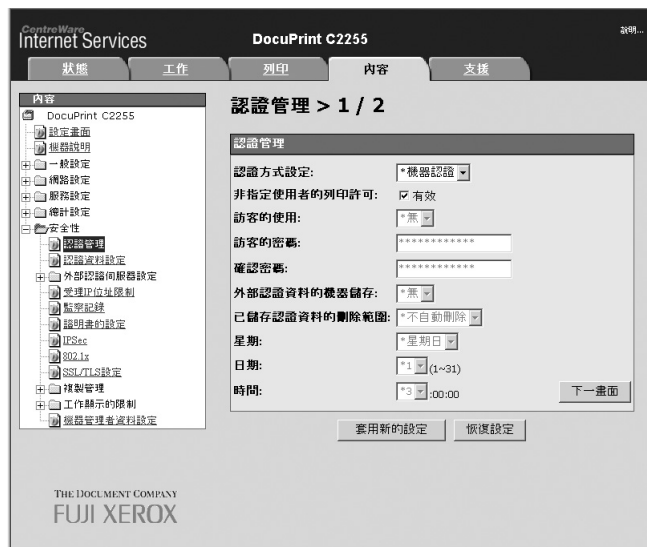 CentreWare
Internet Services
DocuPrint C2255
說明...
狀態
工作
列印
內容
支援
內容
DocuPrint C2255
設定畫面
機器說明
一般設定
網路設定
服務設定
總計設定
安全性
認證管理
認證資料設定
外部認證伺服器設定
受理IP位址限制
監察記錄
證明書的設定
IPSec
802.1x
SSL/TLS設定
複製管理
工作顯示的限制
機器管理者資料設定
認證管理 > 1 / 2
認證管理
認證方式設定: *機器認證
非指定使用者的列印許可: 有效
訪客的使用: *無
訪客的密碼: ************
確認密碼: ************
外部認證資料的機器儲存: *無
已儲存認證資料的刪除範圍: *不自動刪除
星期: *星期日
日期: *1 (1~31)
時間: *3 :00:00
下一畫面
套用新的設定
恢復設定
THE DOCUMENT COMPANY
FUJI XEROX